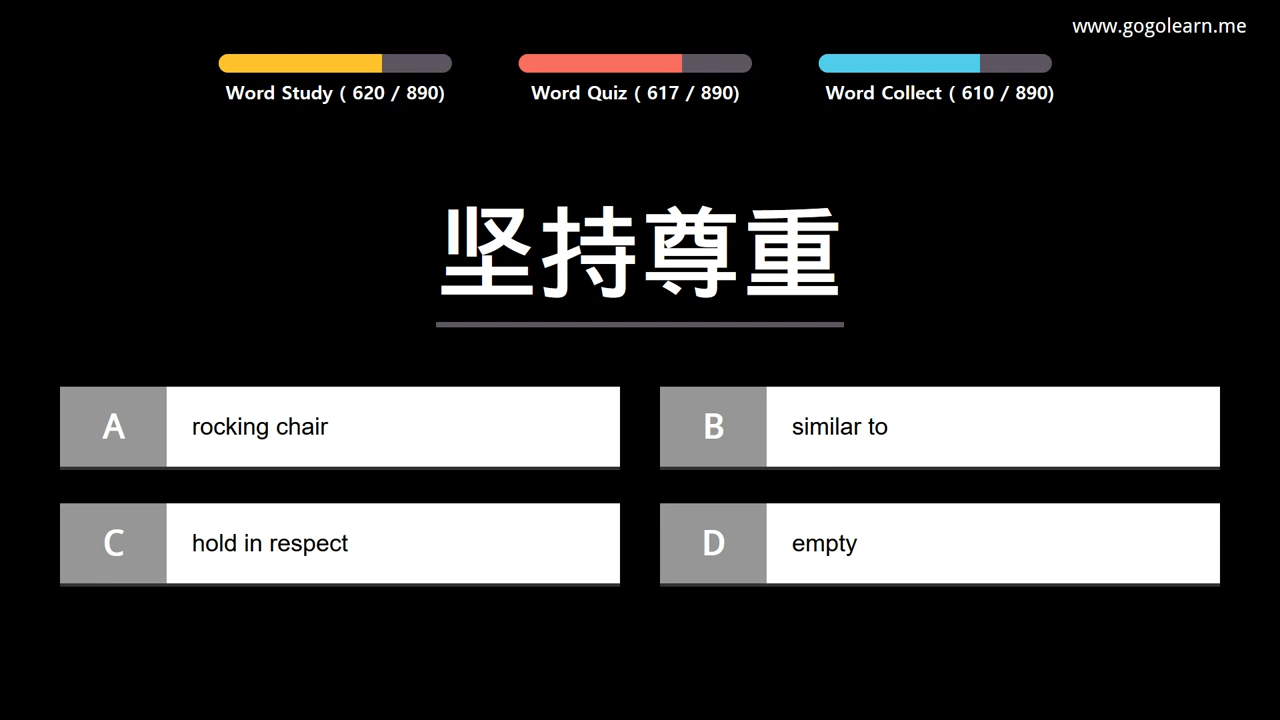 www.gogolearn.me
Word Study ( 620 / 890)
Word Quiz ( 617 / 890)
Word Collect ( 610 / 890)
坚持尊重
A
rocking chair
B
similar to
C
hold in respect
D
empty